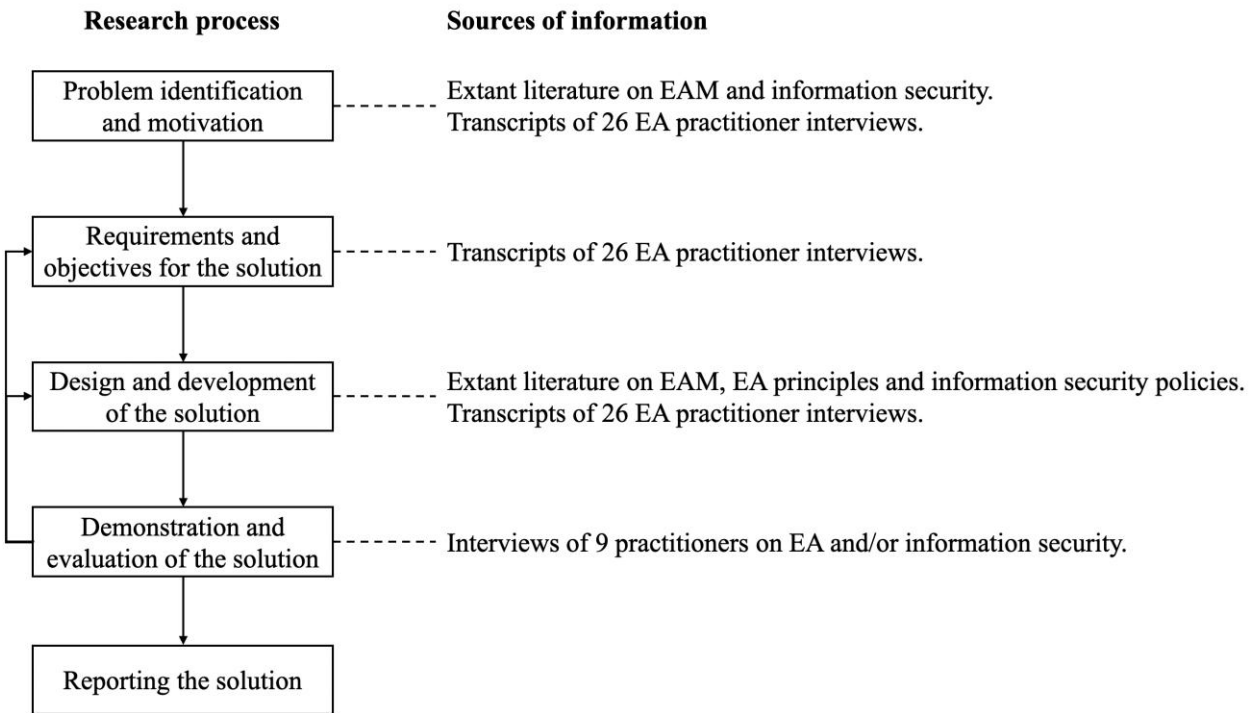 Research process
Sources of information
Problem identification
and motivation
Extant literature on EAM and information security.
Transcripts of 26 EA practitioner interviews.
Requirements and
objectives for the solution
Transcripts of 26 EA practitioner interviews.
Design and development
of the solution
Extant literature on EAM, EA principles and information security policies.
Transcripts of 26 EA practitioner interviews.
Demonstration and
evaluation of the solution
Interviews of 9 practitioners on EA and/or information security.
Reporting the solution